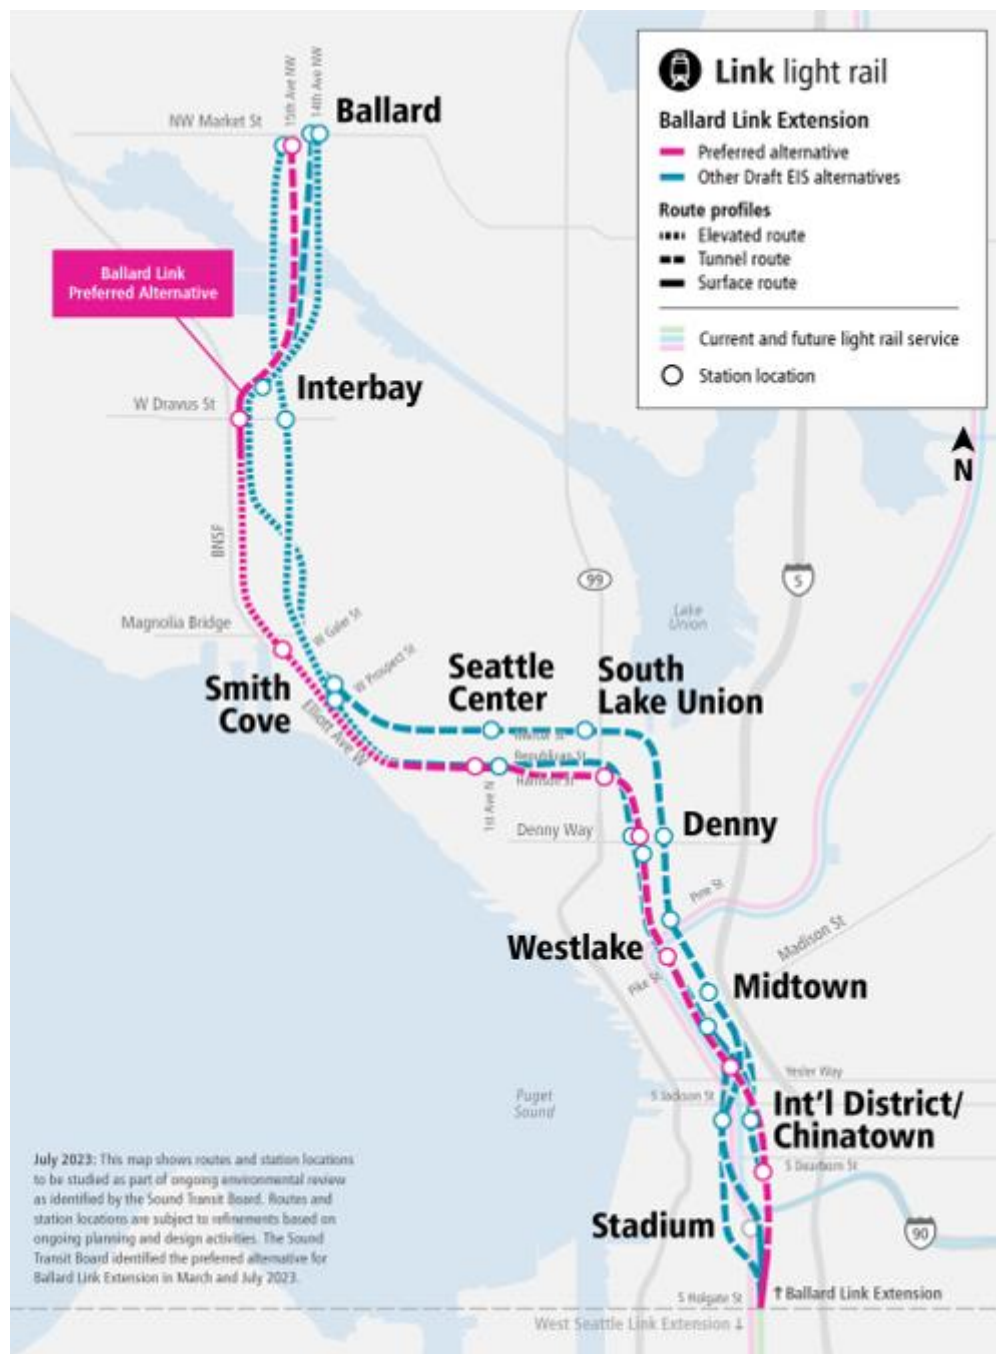 Link light rail
Ballard Link Extension
Preferred alternative
Other Draft EIS alternatives
Route profiles
Elevated route
Tunnel route
Surface route
Current and future light rail service
Station location
N
15th Ave NW
14th Ave NW
Ballard
NW Market St
Ballard Link
Preferred Alternative
Interbay
W Dravus St
BNSF
99
5
Lake
Union
Magnolia Bridge
W Galer St
W Prospect St
Smith
Cove
Elliott Ave W
Seattle
Center
South
Lake Union
Mercer St
Republican St
Harrison St
1st Ave N
Denny Way
Denny
Pine St
Madison St
Westlake
Pike St
Midtown
Puget
Sound
Yesler Way
S Jackson St
Int'l District/
Chinatown
S Dearborn St
Stadium
90
July 2023: This map shows routes and station locations
to be studied as part of ongoing environmental review
as identified by the Sound Transit Board. Routes and
station locations are subject to refinements based on
ongoing planning and design activities. The Sound
Transit Board identified the preferred alternative for
Ballard Link Extension in March and July 2023.
S Holgate St
↑ Ballard Link Extension
West Seattle Link Extension ↓